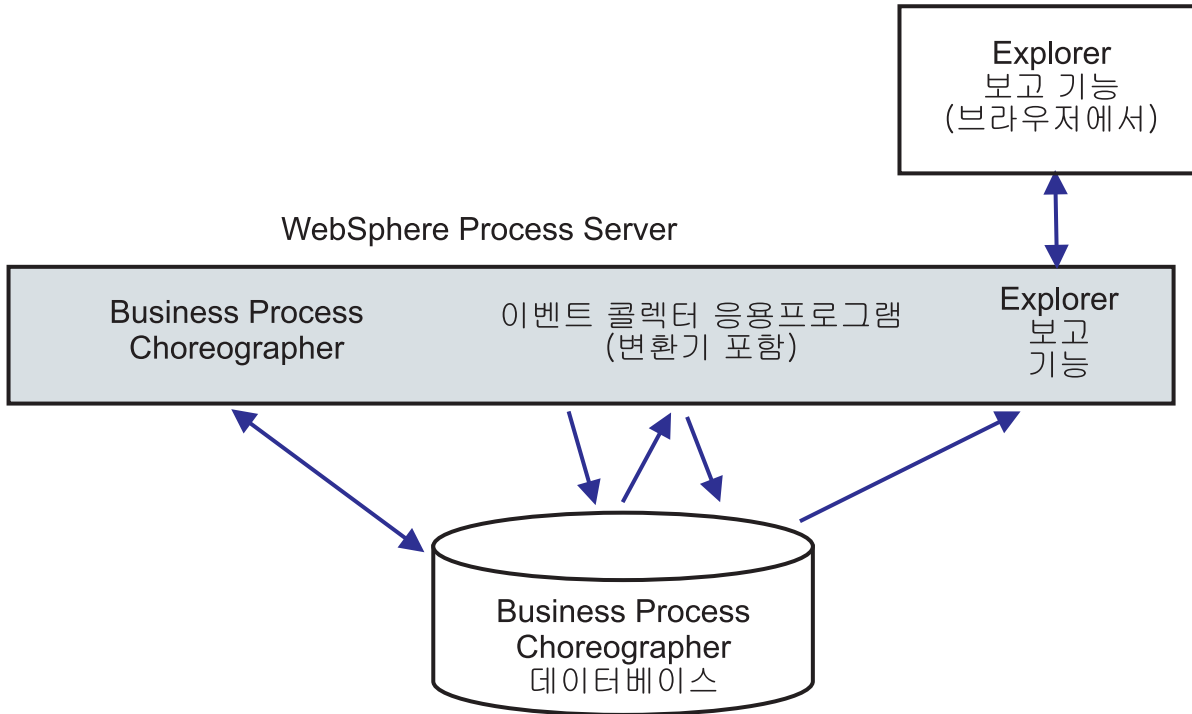 Explorer
보고 기능
(브라우저에서)
WebSphere Process Server
Business Process
Choreographer
이벤트 콜렉터 응용프로그램
(변환기 포함)
Explorer
보고
기능
Business Process
Choreographer
데이터베이스